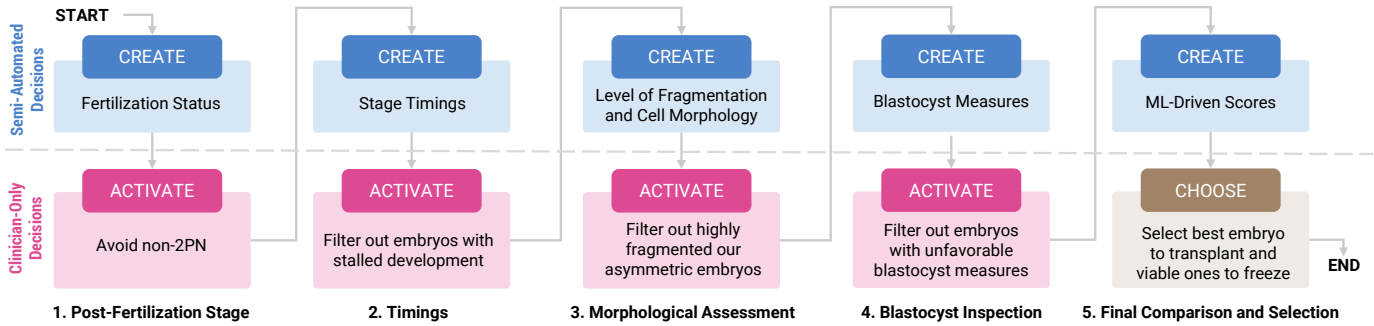 START
Semi-Automated
Decisions
CREATE
Fertilization Status
CREATE
Stage Timings
CREATE
Level of Fragmentation
and Cell Morphology
CREATE
Blastocyst Measures
CREATE
ML-Driven Scores
Clinician-Only
Decisions
ACTIVATE
Avoid non-2PN
ACTIVATE
Filter out embryos with
stalled development
ACTIVATE
Filter out highly
fragmented our
asymmetric embryos
ACTIVATE
Filter out embryos
with unfavorable
blastocyst measures
CHOOSE
Select best embryo
to transplant and
viable ones to freeze
END
1. Post-Fertilization Stage
2. Timings
3. Morphological Assessment
4. Blastocyst Inspection
5. Final Comparison and Selection